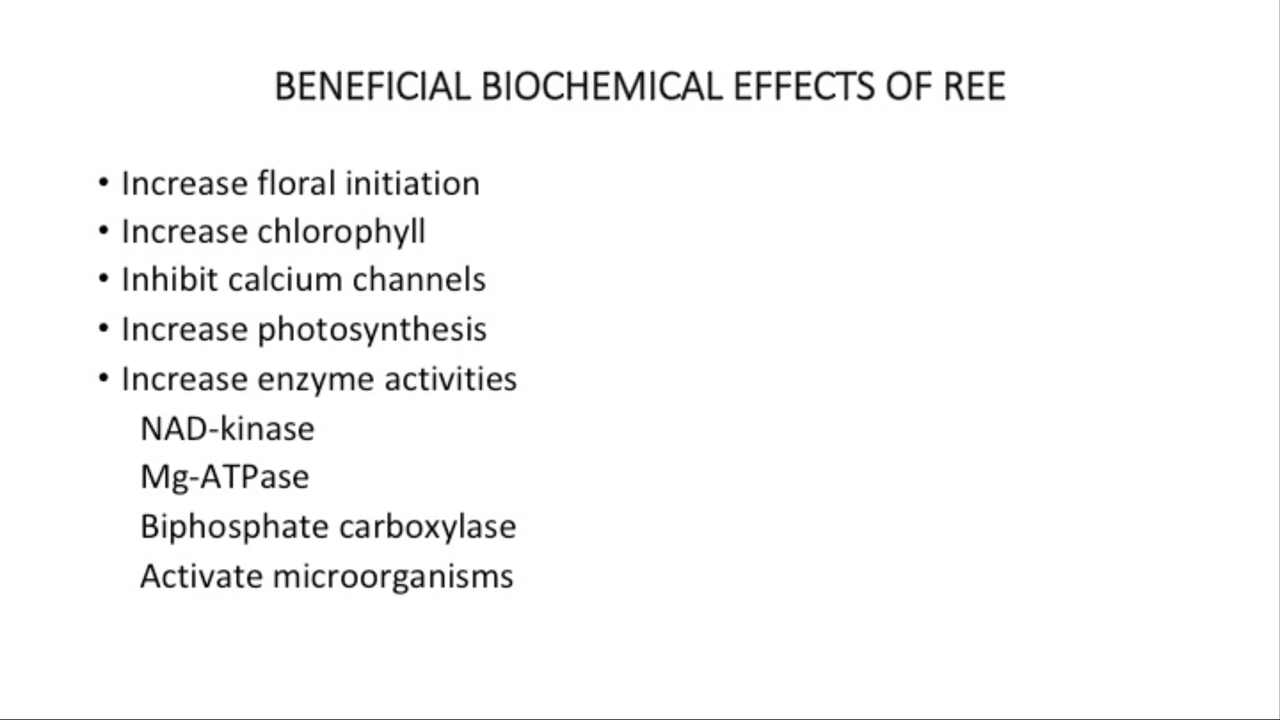 BENEFICIAL BIOCHEMICAL EFFECTS OF REE
• Increase floral initiation
• Increase chlorophyll
• Inhibit calcium channels
• Increase photosynthesis
• Increase enzyme activities
NAD-kinase
Mg-ATPase
Biphosphate carboxylase
Activate microorganisms